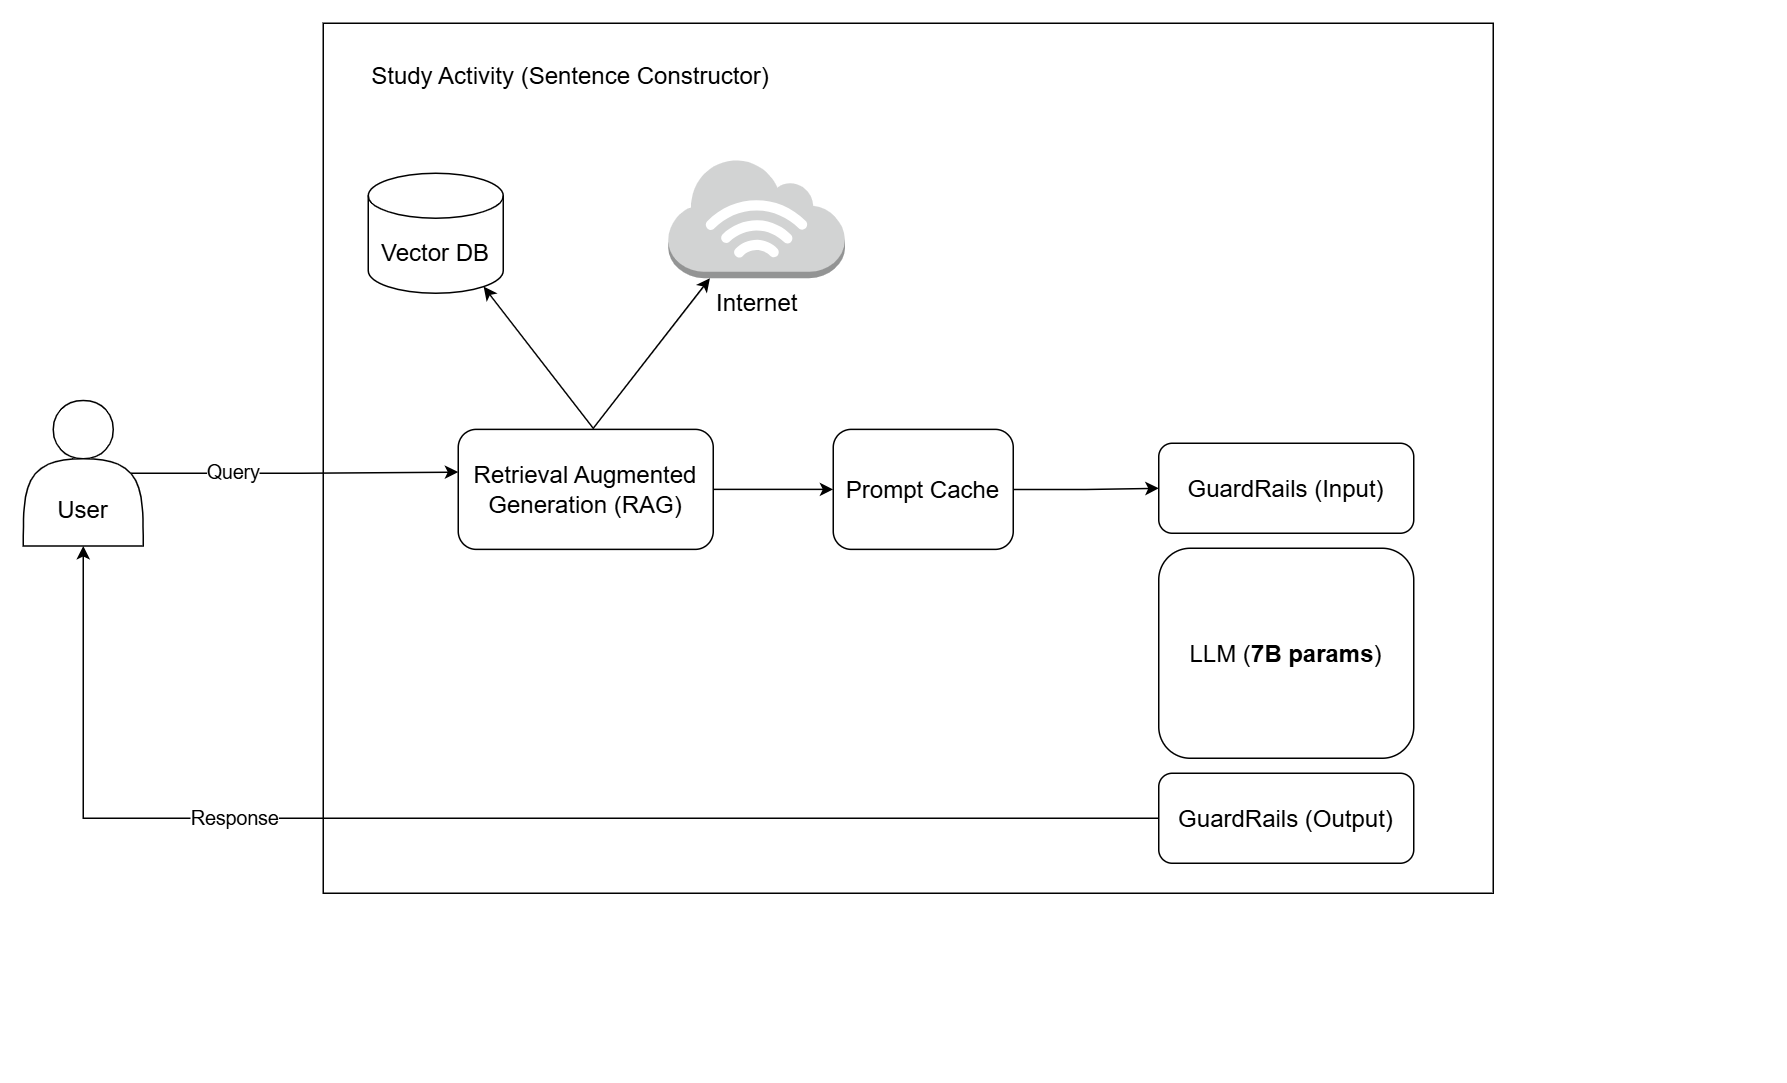 Study Activity (Sentence Constructor)
Vector DB
Internet
User
Query
Retrieval Augmented
Generation (RAG)
Prompt Cache
GuardRails (Input)
LLM (7B params)
GuardRails (Output)
Response